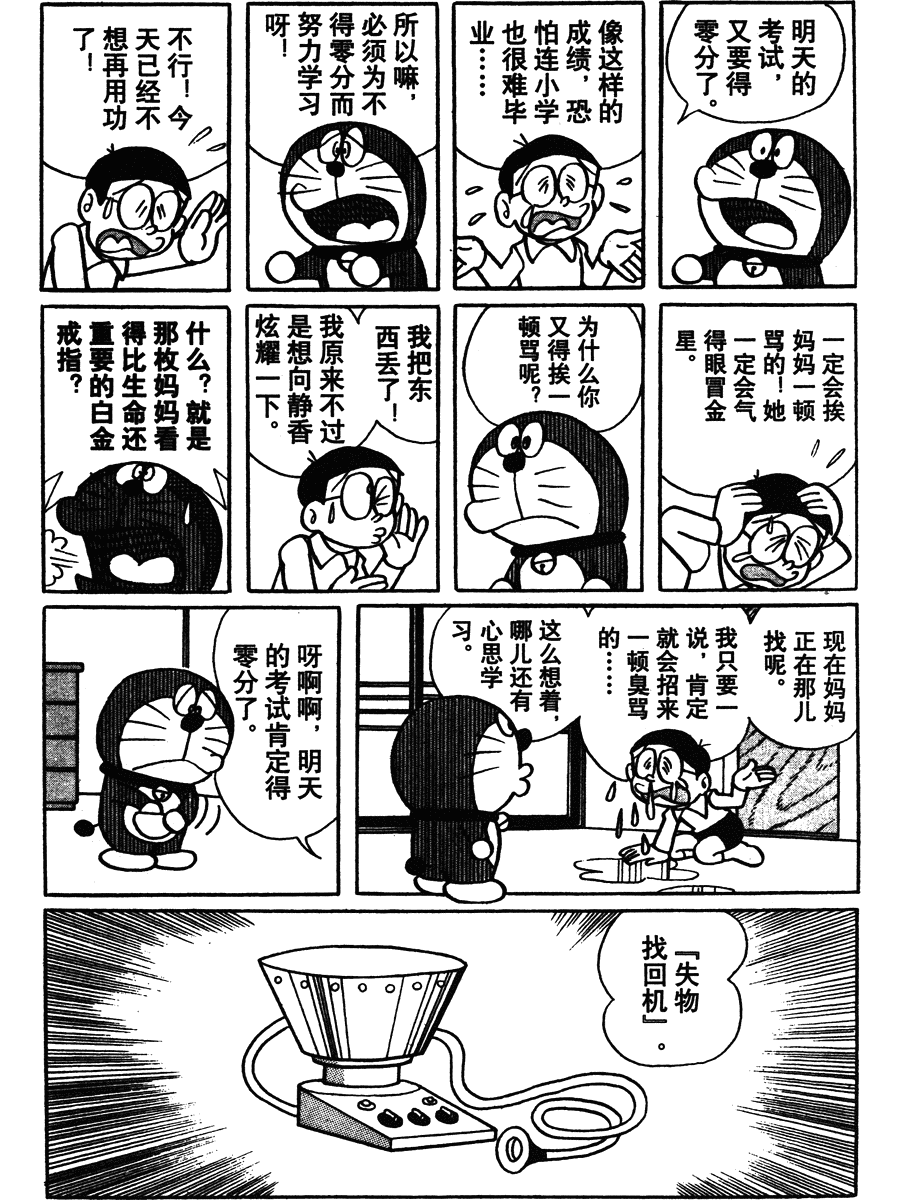 明天的
考试，
又要得
零分了。
像这样的
成绩，恐
怕连小学
也很难毕
业……
所以嘛，
必须为不
得零分而
努力学习
呀！
不行！今
天已经不
想再用功
了！
一定会挨
妈妈一顿
骂的！她
一定会气
得眼冒金
星。
为什么你
又得挨一
顿骂呢？
我把东
西丢了！
我原来不过
是想向静香
炫耀一下。
什么？就是
那枚妈妈看
得比生命还
重要的白金
戒指？
现在妈妈
正在那儿
找呢。
我只要一
说，肯定
就会招来
一顿臭骂
的……
这么想着，
哪儿还有
心思学
习。
呀啊啊，明天
的考试肯定得
零分了。
『失物
找回机』。